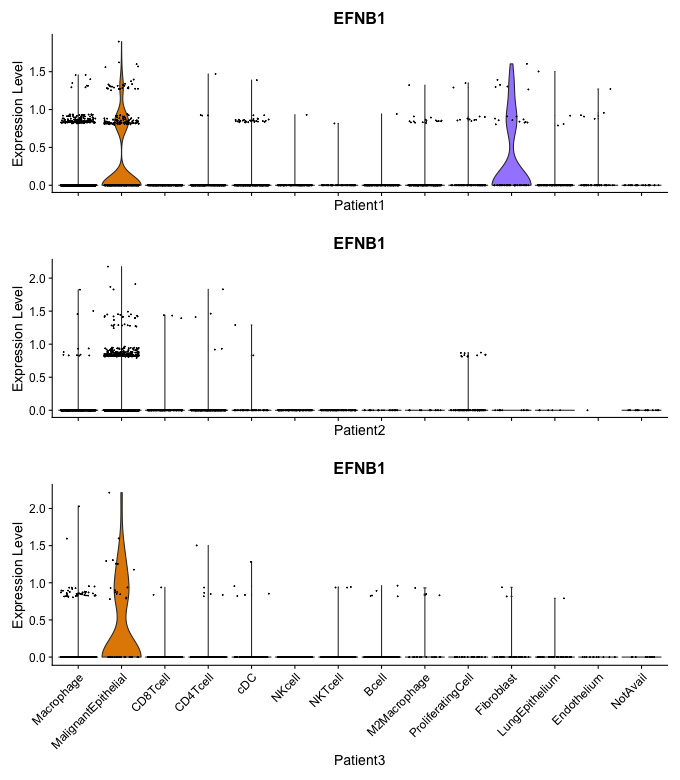 EFNB1
Expression Level
1.5
1.0
0.5
0.0
Patient1
EFNB1
Expression Level
2.0
1.5
1.0
0.5
0.0
Patient2
EFNB1
Expression Level
2.0
1.5
1.0
0.5
0.0
Macrophage
MalignantEpithelial
CD8Tcell
CD4Tcell
cDC
NKcell
NKTcell
Bcell
M2Macrophage
ProliferatingCell
Fibroblast
LungEpithelium
Endothelium
NotAvail
Patient3